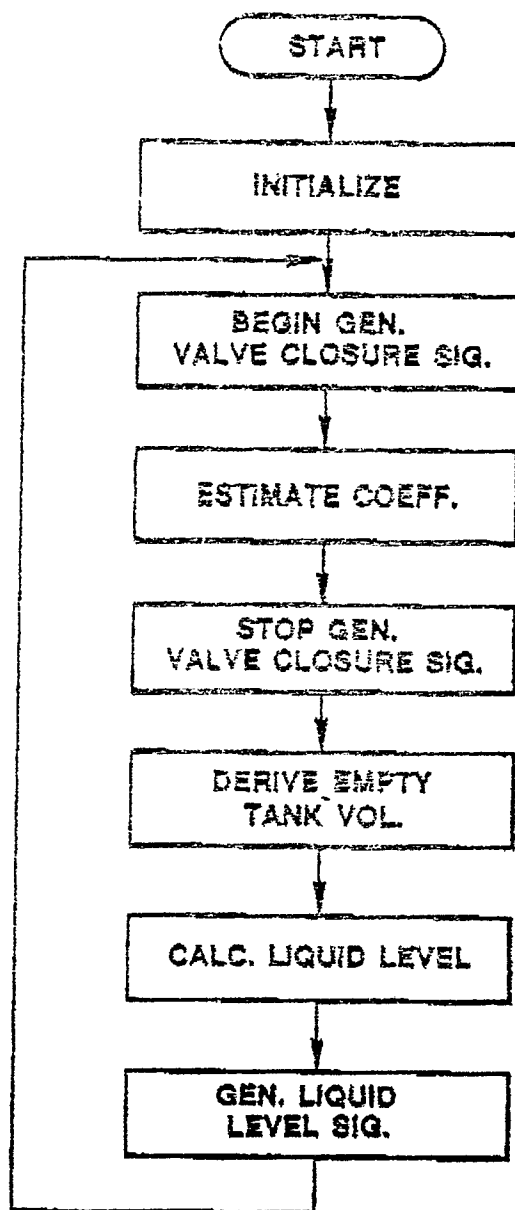 START
INITIALIZE
BEGIN GEN.
VALVE CLOSURE SIG.
ESTIMATE COEFF.
STOP GEN.
VALVE CLOSURE SIG.
DERIVE EMPTY
TANK VOL.
CALC. LIQUID LEVEL
GEN. LIQUID
LEVEL SIG.